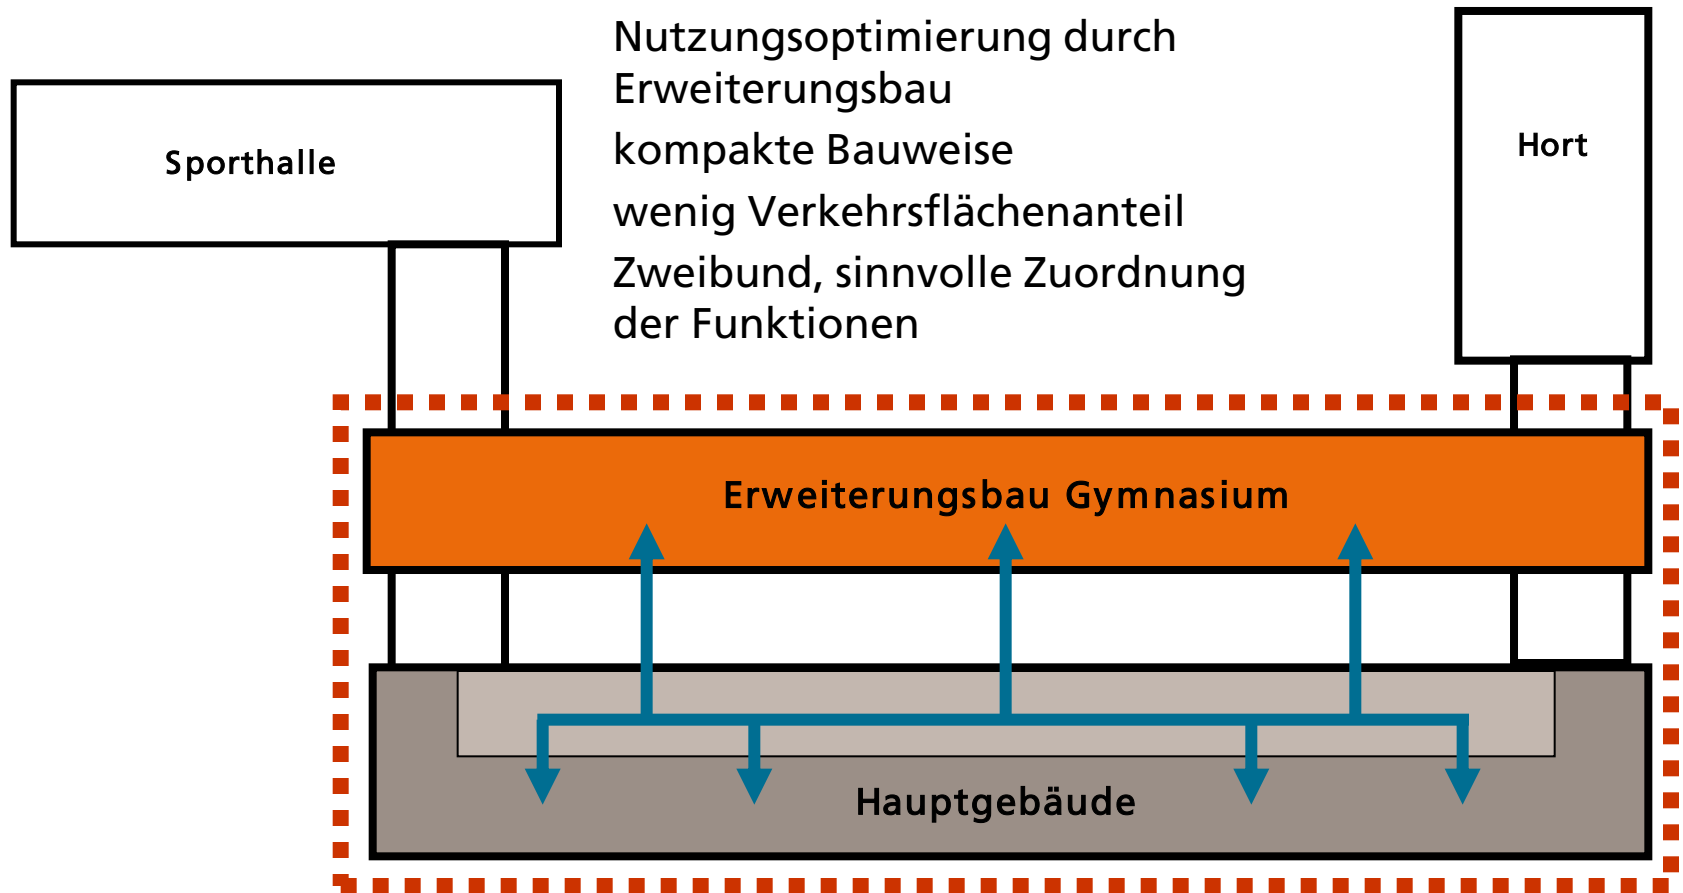 Nutzungsoptimierung durch
Erweiterungsbau
kompakte Bauweise
wenig Verkehrsflächenanteil
Zweibund, sinnvolle Zuordnung
der Funktionen
Sporthalle
Hort
Erweiterungsbau Gymnasium
Hauptgebäude